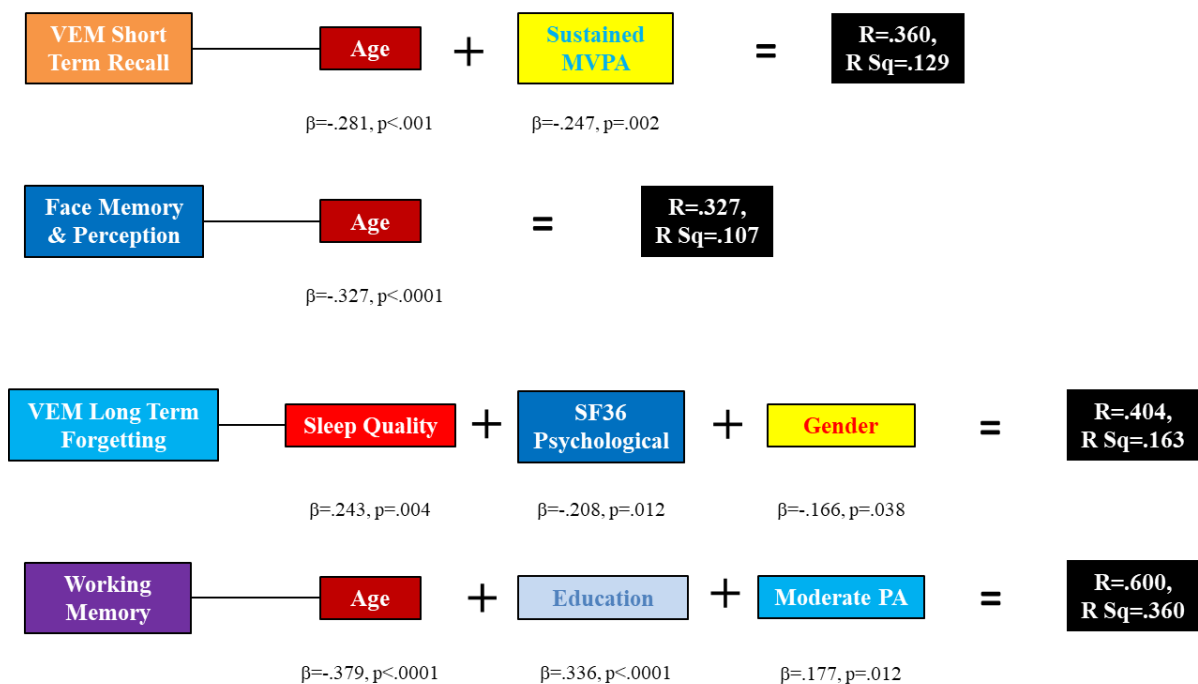 VEM Short
Term Recall
Age
+
Sustained
MVPA
=
R=.360,
R Sq=.129
β=-.281, p<.001
β=-.247, p=.002
Face Memory
& Perception
Age
=
R=.327,
R Sq=.107
β=-.327, p<.0001
VEM Long Term
Forgetting
Sleep Quality
+
SF36
Psychological
+
Gender
=
R=.404,
R Sq=.163
β=.243, p=.004
β=-.208, p=.012
β=-.166, p=.038
Working
Memory
Age
+
Education
+
Moderate PA
=
R=.600,
R Sq=.360
β=-.379, p<.0001
β=.336, p<.0001
β=.177, p=.012